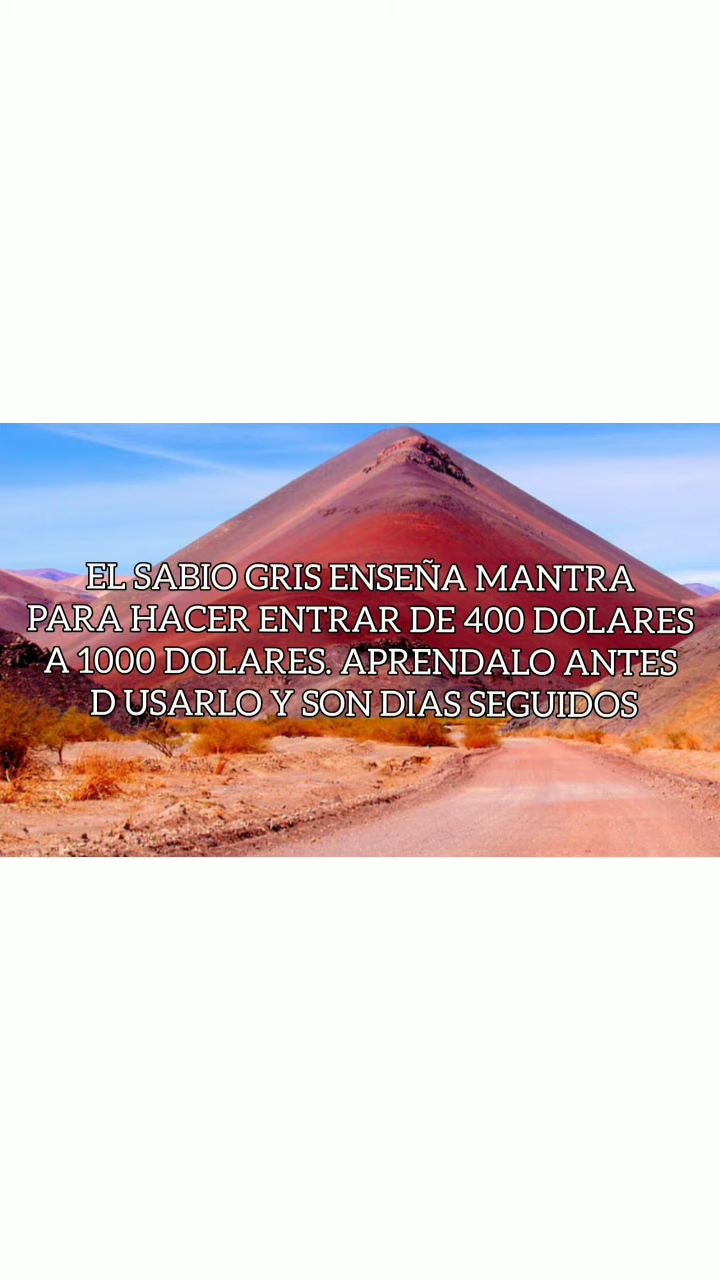 EL SABIO GRIS ENSEÑA MANTRA
PARA HACER ENTRAR DE 400 DOLARES
A 1000 DOLARES. APRENDALO ANTES
D USARLO Y SON DIAS SEGUIDOS